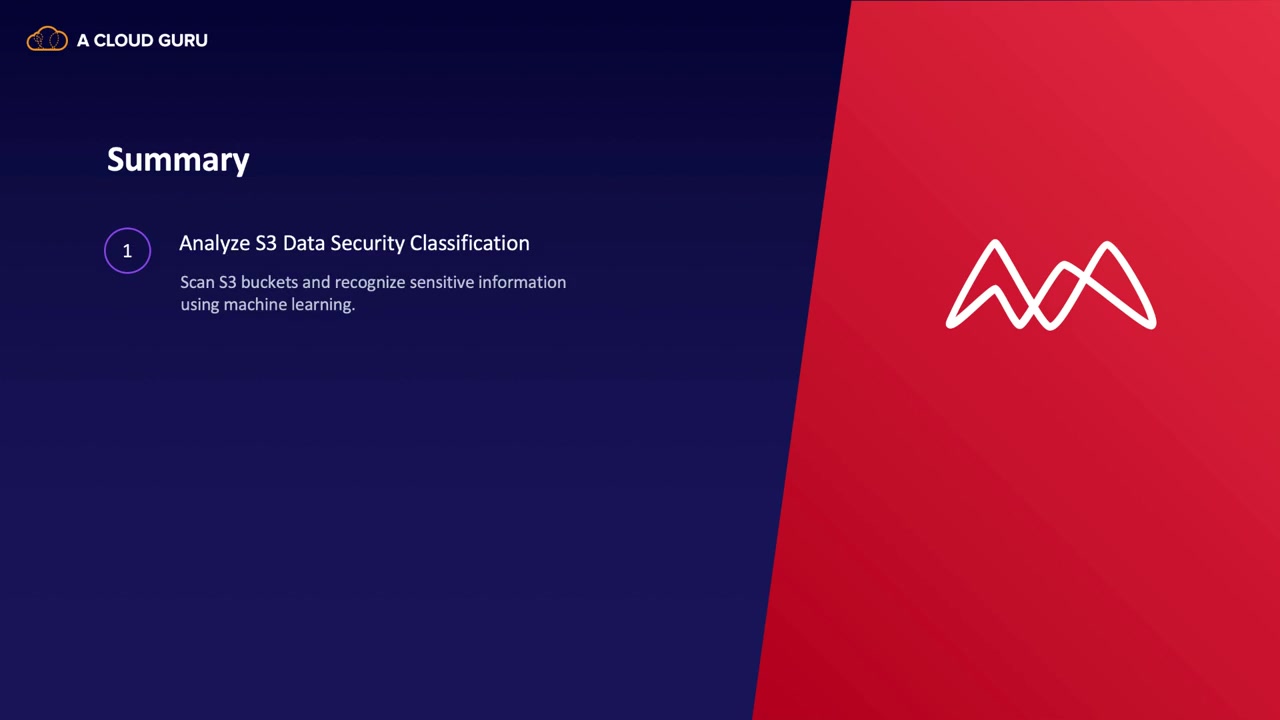 A CLOUD GURU
Summary
1
Analyze S3 Data Security Classification
Scan S3 buckets and recognize sensitive information
using machine learning.